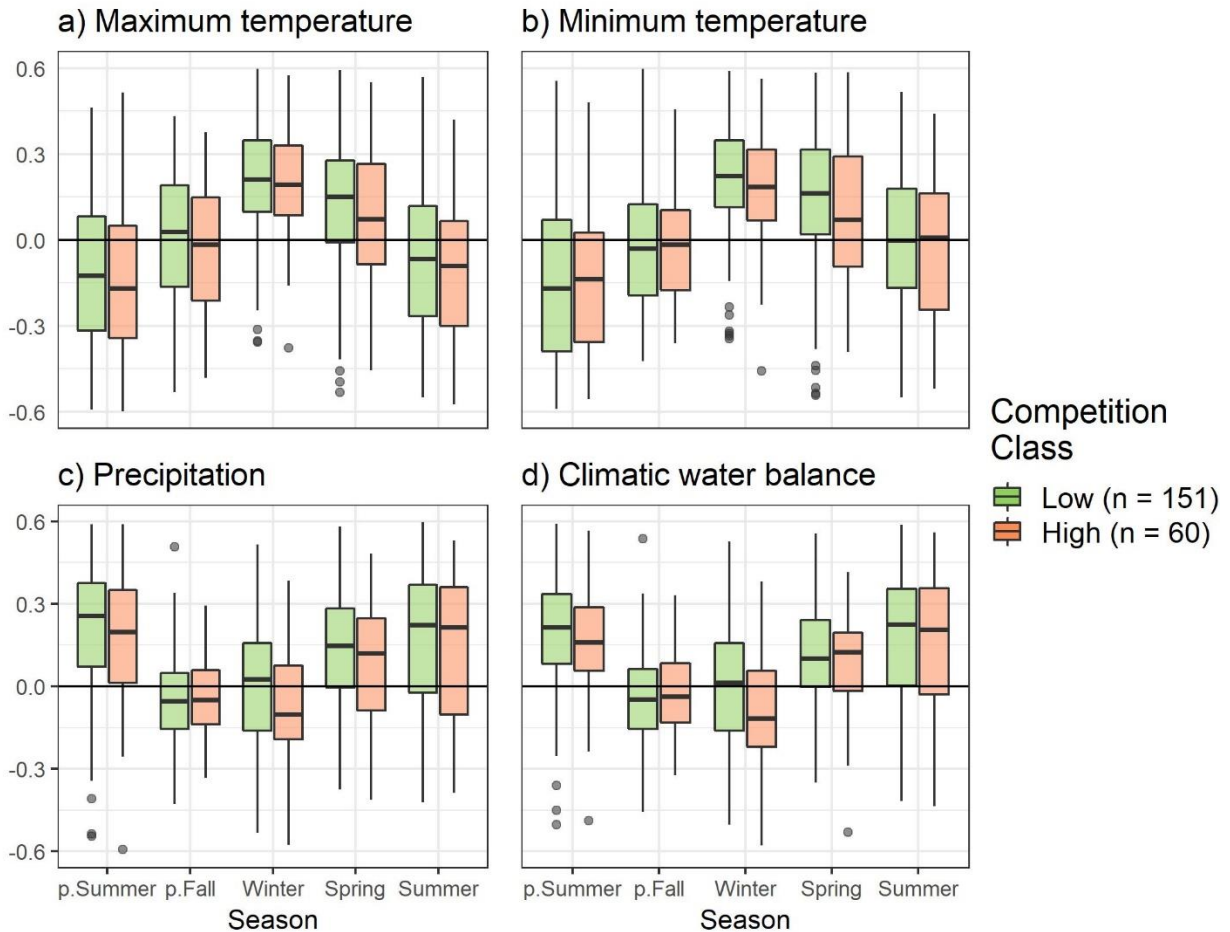 a) Maximum temperature
b) Minimum temperature
0.6
0.3
0.0
-0.3
-0.6
c) Precipitation
d) Climatic water balance
0.6
0.3
0.0
-0.3
-0.6
p.Summer p.Fall Winter Spring Summer
Season
p.Summer p.Fall Winter Spring Summer
Season
Competition
Class
Low (n = 151)
High (n = 60)